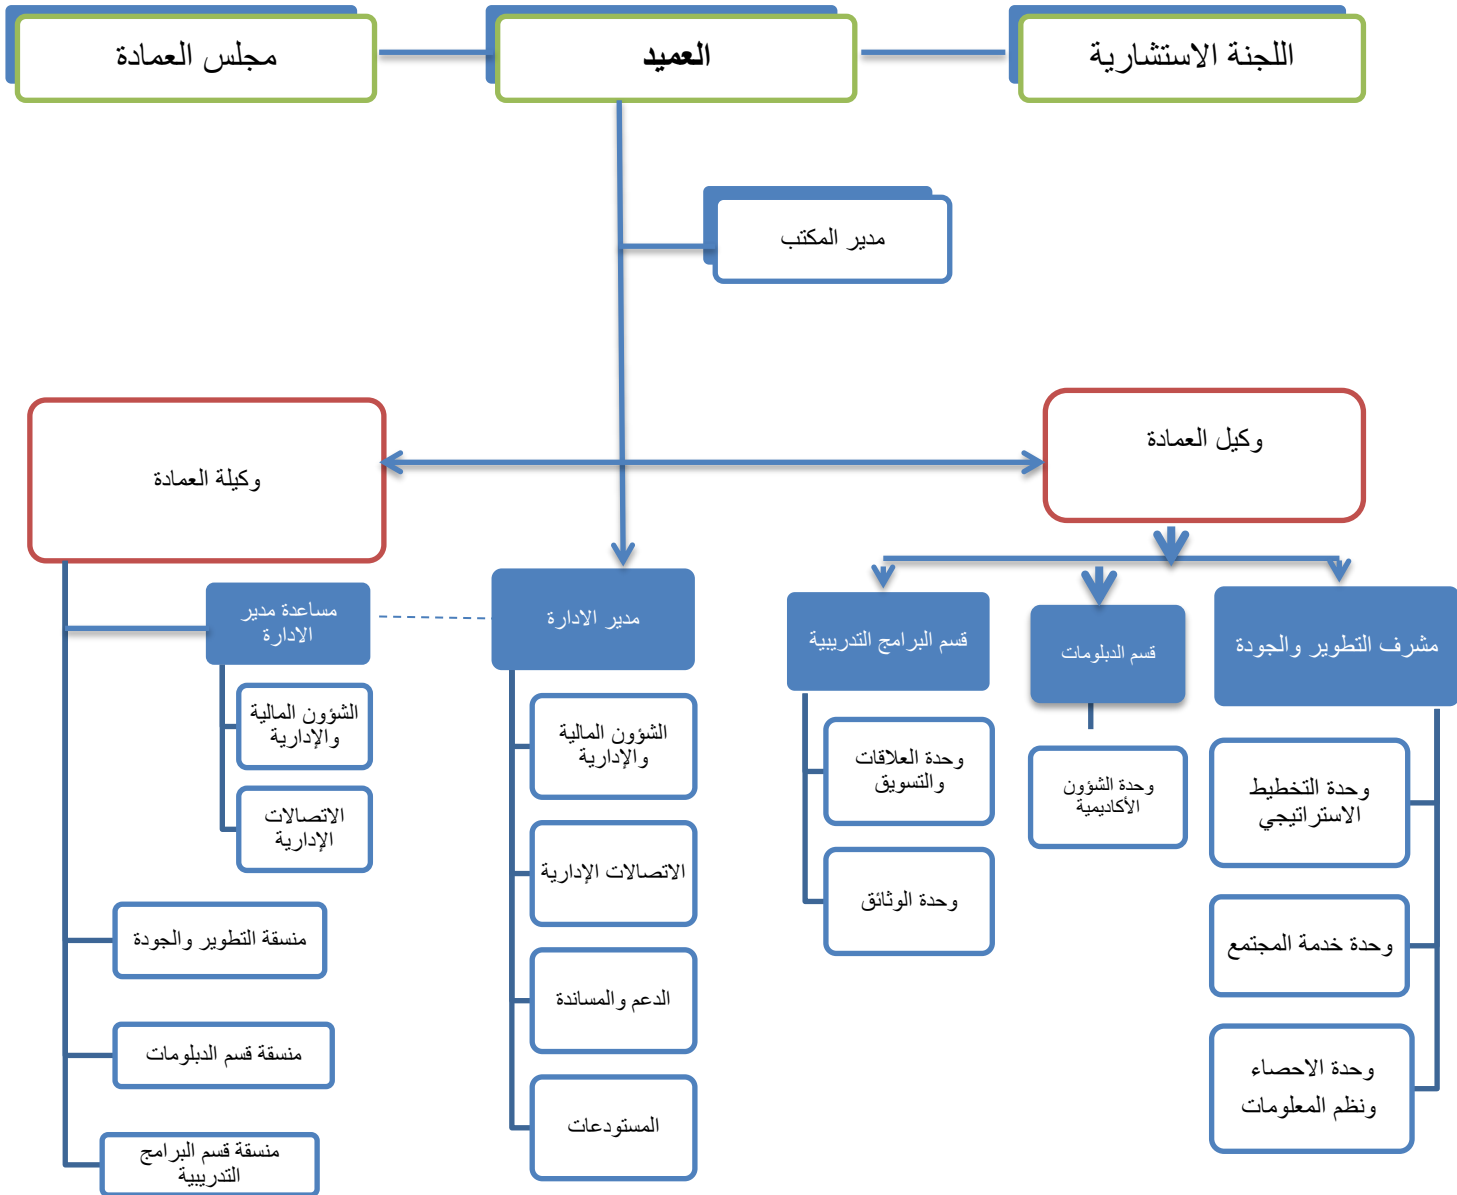 اللجنة الاستشارية
العميد
مجلس العمادة
مدير المكتب
وكيل العمادة
وكيلة العمادة
مشرف التطوير والجودة
وحدة التخطيط
الاستراتيجي
وحدة خدمة المجتمع
وحدة الاحصاء
ونظم المعلومات
قسم الدبلومات
وحدة الشؤون
الأكاديمية
قسم البرامج التدريبية
وحدة العلاقات
والتسويق
وحدة الوثائق
مدير الادارة
الشؤون المالية
والإدارية
الاتصالات الإدارية
الدعم والمساندة
المستودعات
مساعدة مدير
الادارة
الشؤون المالية
والإدارية
الاتصالات
الإدارية
منسقة التطوير والجودة
منسقة قسم الدبلومات
منسقة قسم البرامج
التدريبية